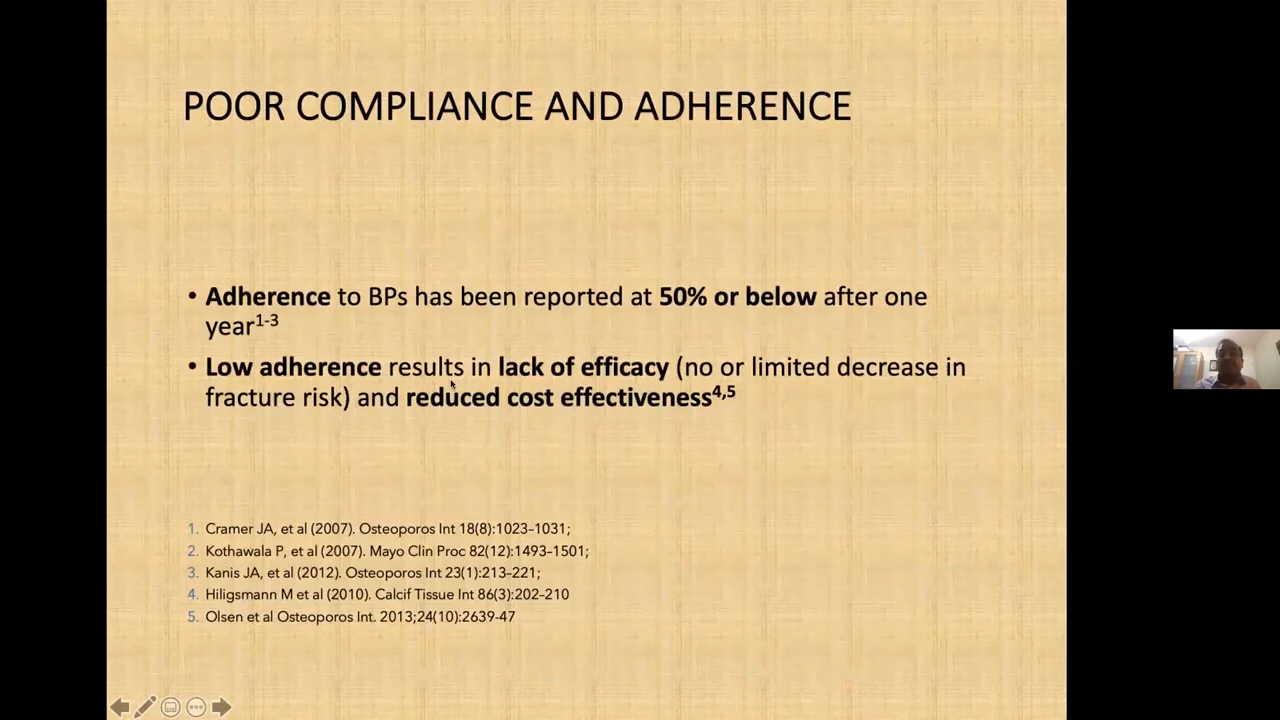 POOR COMPLIANCE AND ADHERENCE
• Adherence to BPs has been reported at 50% or below after one
year1-3
• Low adherence results in lack of efficacy (no or limited decrease in
fracture risk) and reduced cost effectiveness4,5
1. Cramer JA, et al (2007). Osteoporos Int 18(8):1023–1031;
2. Kothawala P, et al (2007). Mayo Clin Proc 82(12):1493–1501;
3. Kanis JA, et al (2012). Osteoporos Int 23(1):213–221;
4. Hiligsmann M et al (2010). Calcif Tissue Int 86(3):202–210
5. Olsen et al Osteoporos Int. 2013;24(10):2639-47